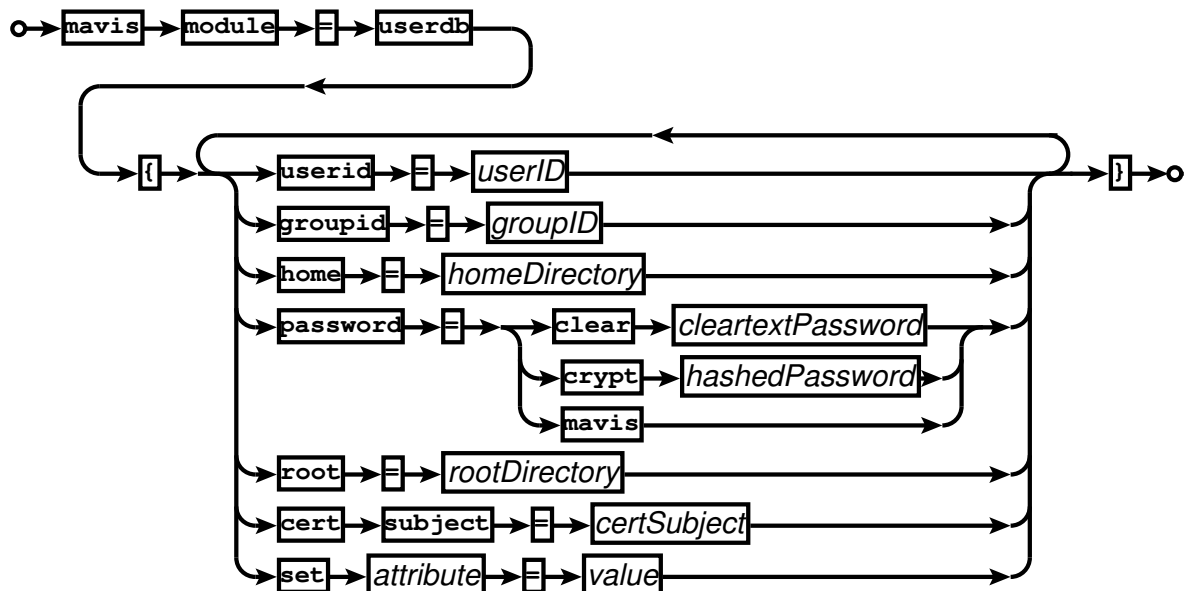 mavis module = userdb
{ userid = userID }
groupid = groupID
home = homeDirectory
password = clear cleartextPassword
crypt hashedPassword
mavis
root = rootDirectory
cert subject = certSubject
set attribute = value